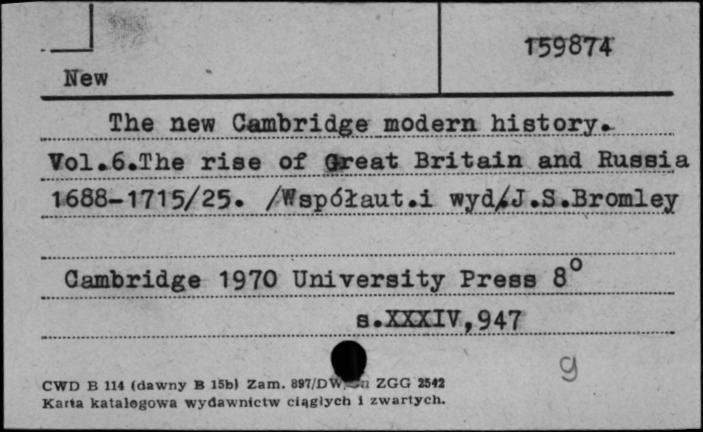 159874
New
The new Cambridge modern history.
Vol.6.The rise of Great Britain and Russia
1688-1715/25. /Współaut.i wyd/.J.S.Bromley
Cambridge 1970 University Press 8°
s.XXXIV,947
9
CWD B 114 (dawny B 15b) Zam. 897/DW ZGG 2542
Karta katalogowa wydawnictw ciągłych i zwartych.